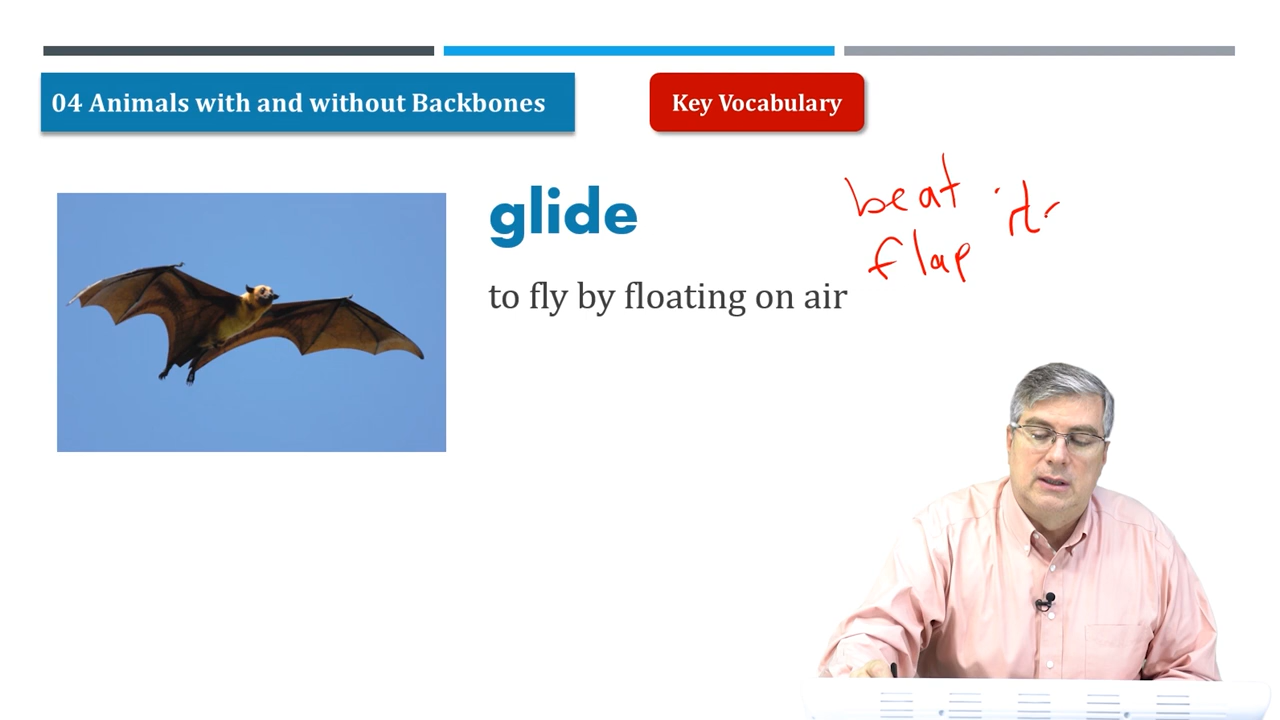 04 Animals with and without Backbones
Key Vocabulary
glide
to fly by floating on air
beat
flap